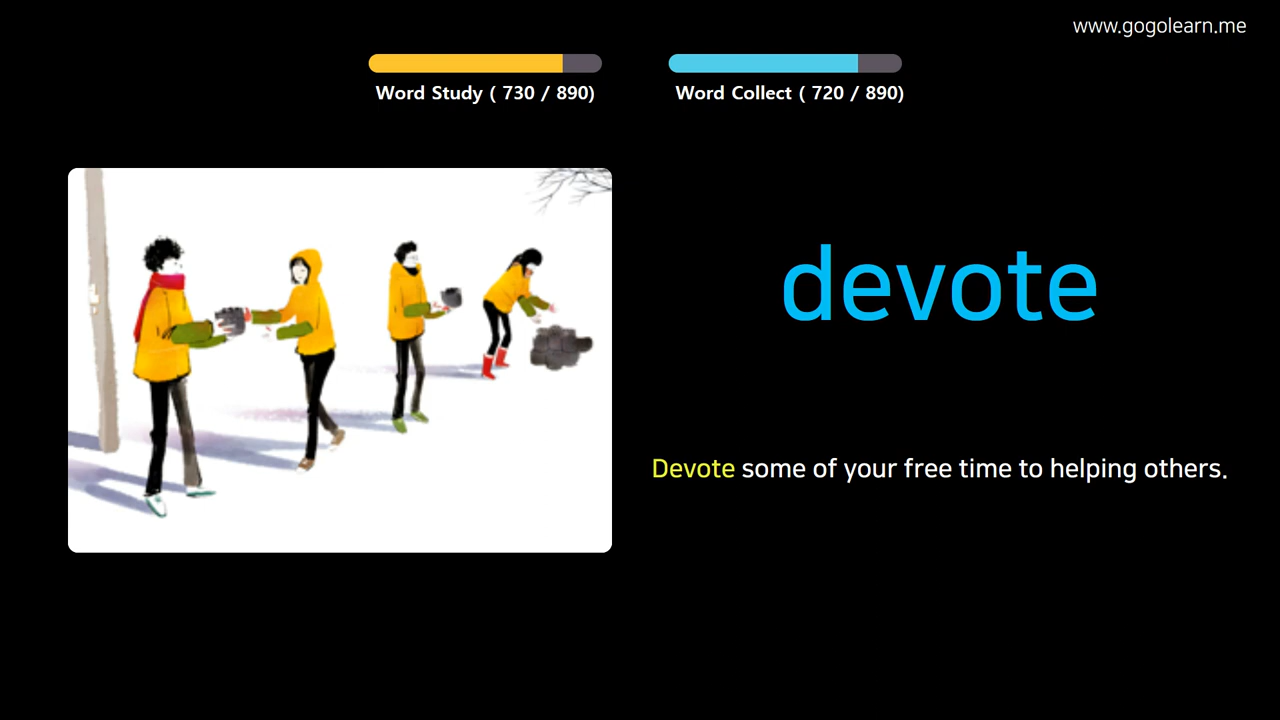 www.gogolearn.me
Word Study ( 730 / 890)
Word Collect ( 720 / 890)
devote
Devote some of your free time to helping others.